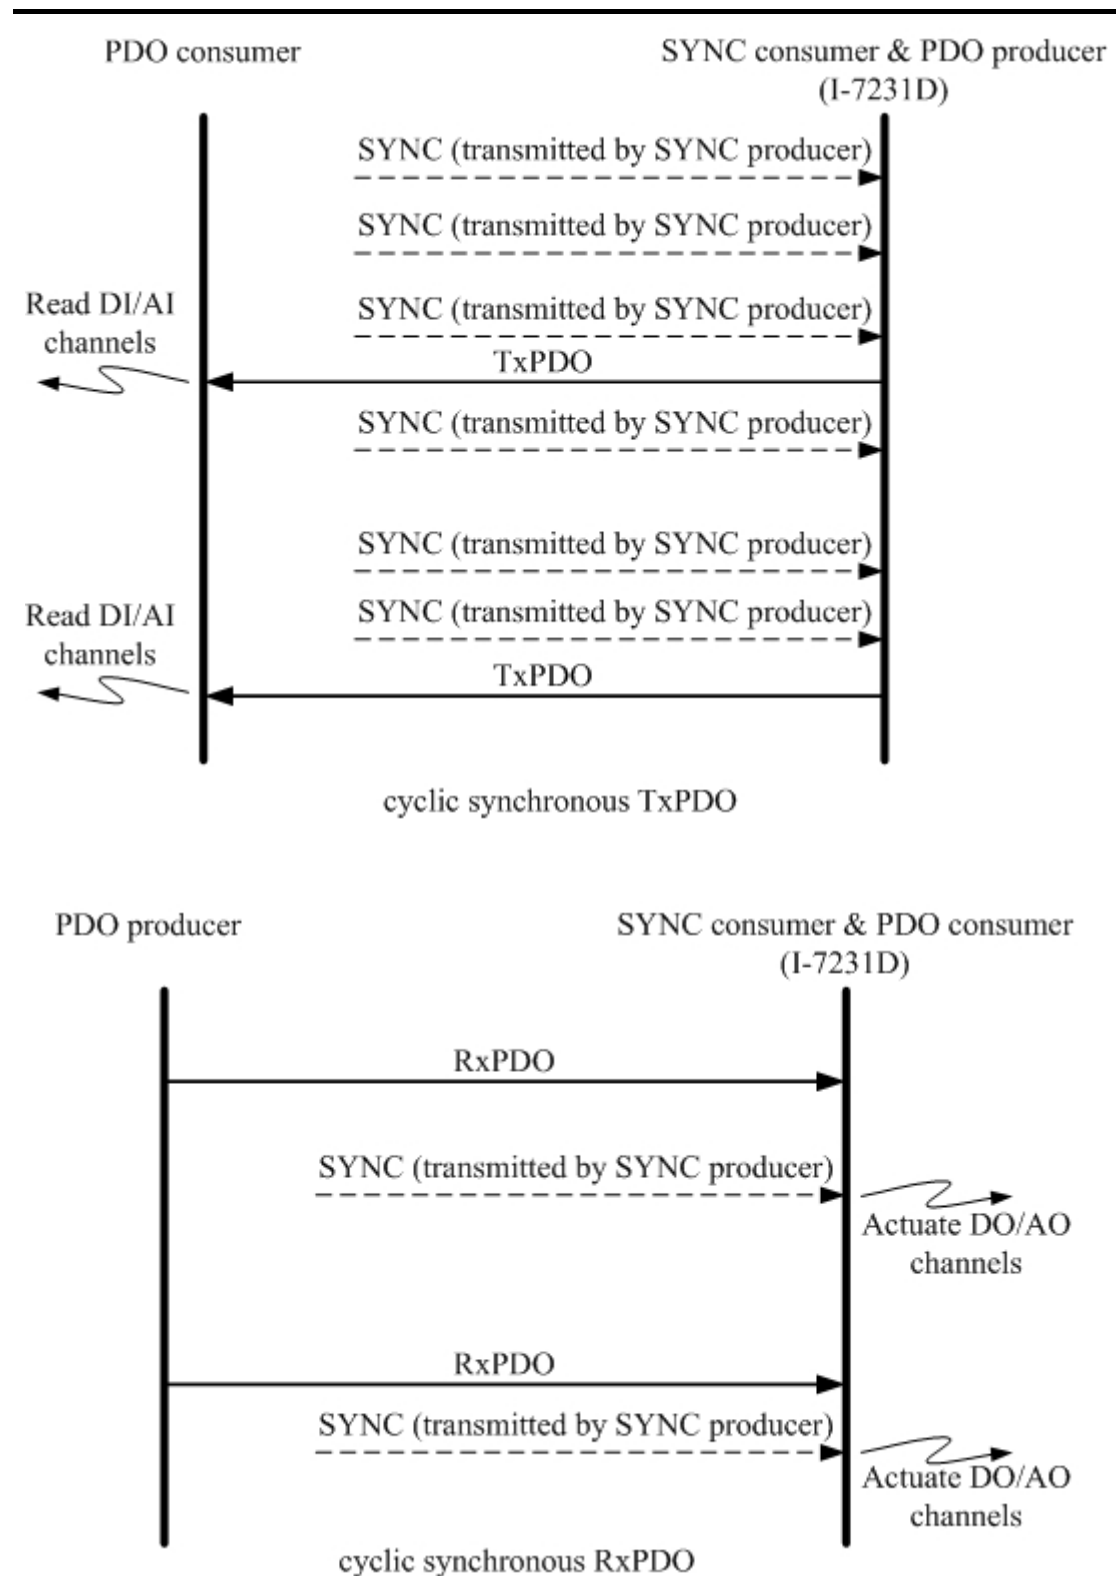 PDO consumer
SYNC consumer & PDO producer
(I-7231D)
SYNC (transmitted by SYNC producer)
SYNC (transmitted by SYNC producer)
Read DI/AI
channels
SYNC (transmitted by SYNC producer)
TxPDO
SYNC (transmitted by SYNC producer)
SYNC (transmitted by SYNC producer)
Read DI/AI
channels
SYNC (transmitted by SYNC producer)
TxPDO
cyclic synchronous TxPDO
PDO producer
SYNC consumer & PDO consumer
(I-7231D)
RxPDO
SYNC (transmitted by SYNC producer)
Actuate DO/AO
channels
RxPDO
SYNC (transmitted by SYNC producer)
Actuate DO/AO
channels
cyclic synchronous RxPDO